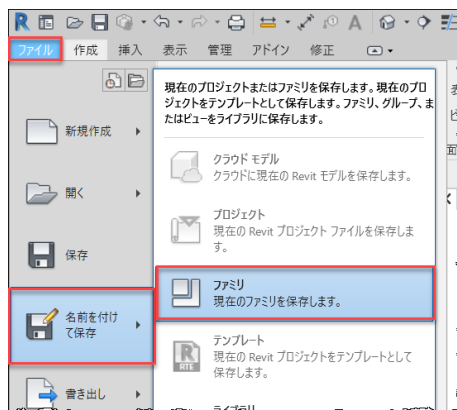 R A
ファイル 作成 挿入 表示 管理 アドイン 修正
現在のプロジェクトまたはファミリを保存します。現在のプロ
ジェクトをテンプレートとして保存します。ファミリ、グループ、ま
たはビューをライブラリに保存します。
新規作成
クラウド モデル
クラウドに現在の Revit モデルを保存します。
開く
プロジェクト
現在の Revit プロジェクト ファイルを保存しま
す。
保存
ファミリ
現在のファミリを保存します。
名前を付け
て保存
テンプレート
R
RTE
現在の Revit プロジェクトをテンプレートとして
保存します。
書き出し